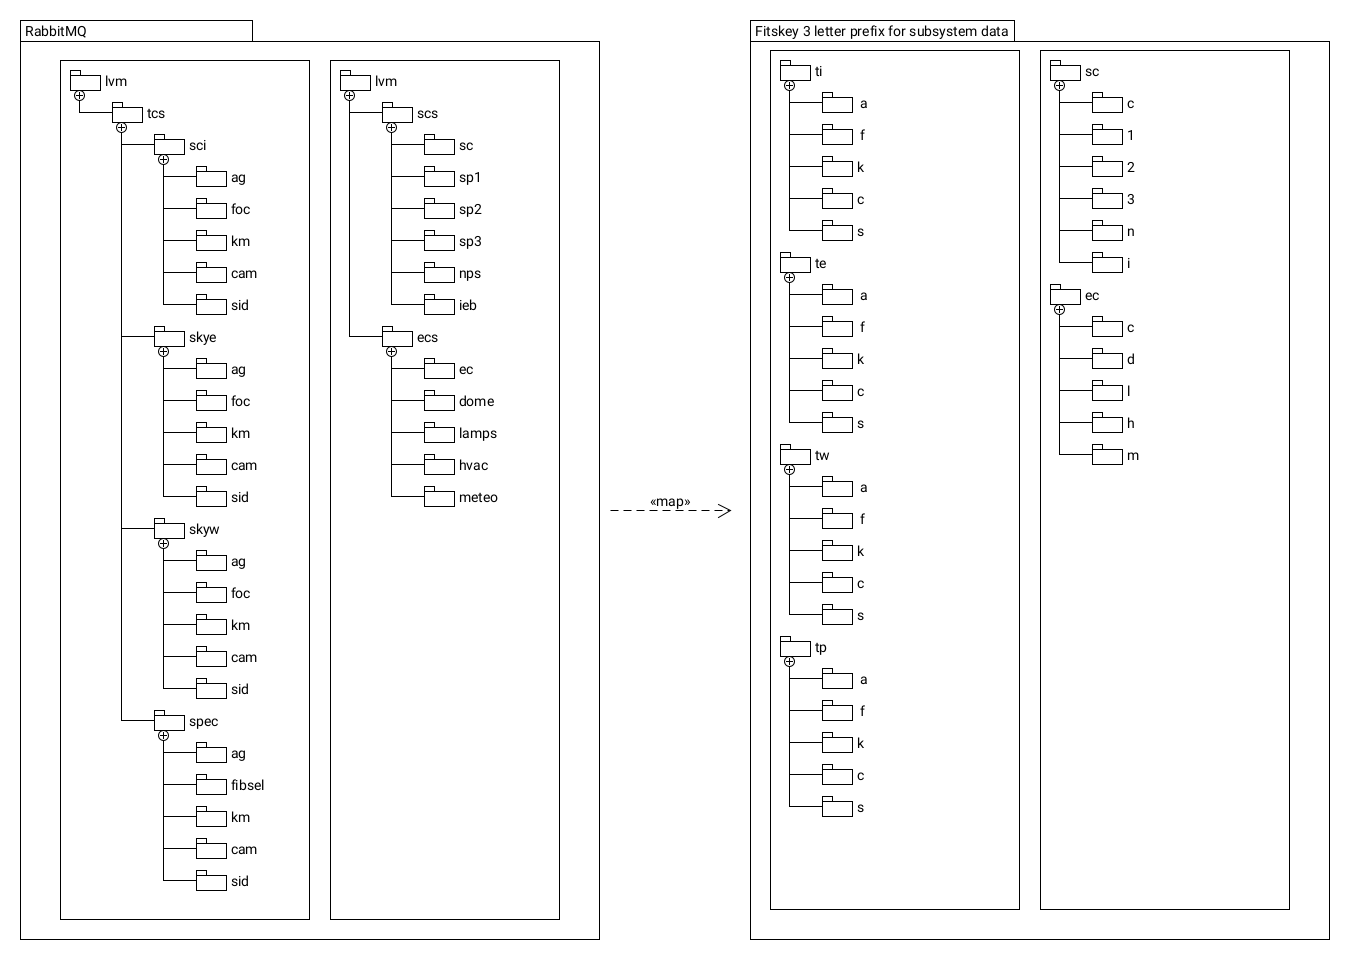 RabbitMQ
lvm
tcs
sci
ag
foc
km
cam
sid
skye
ag
foc
km
cam
sid
skyw
ag
foc
km
cam
sid
spec
ag
fibsel
km
cam
sid
lvm
scs
sc
sp1
sp2
sp3
nps
ieb
ecs
ec
dome
lamps
hvac
meteo
«map»
Fitskey 3 letter prefix for subsystem data
ti
a
f
k
c
s
te
a
f
k
c
s
tw
a
f
k
c
s
tp
a
f
k
c
s
sc
c
1
2
3
n
i
ec
c
d
l
h
m